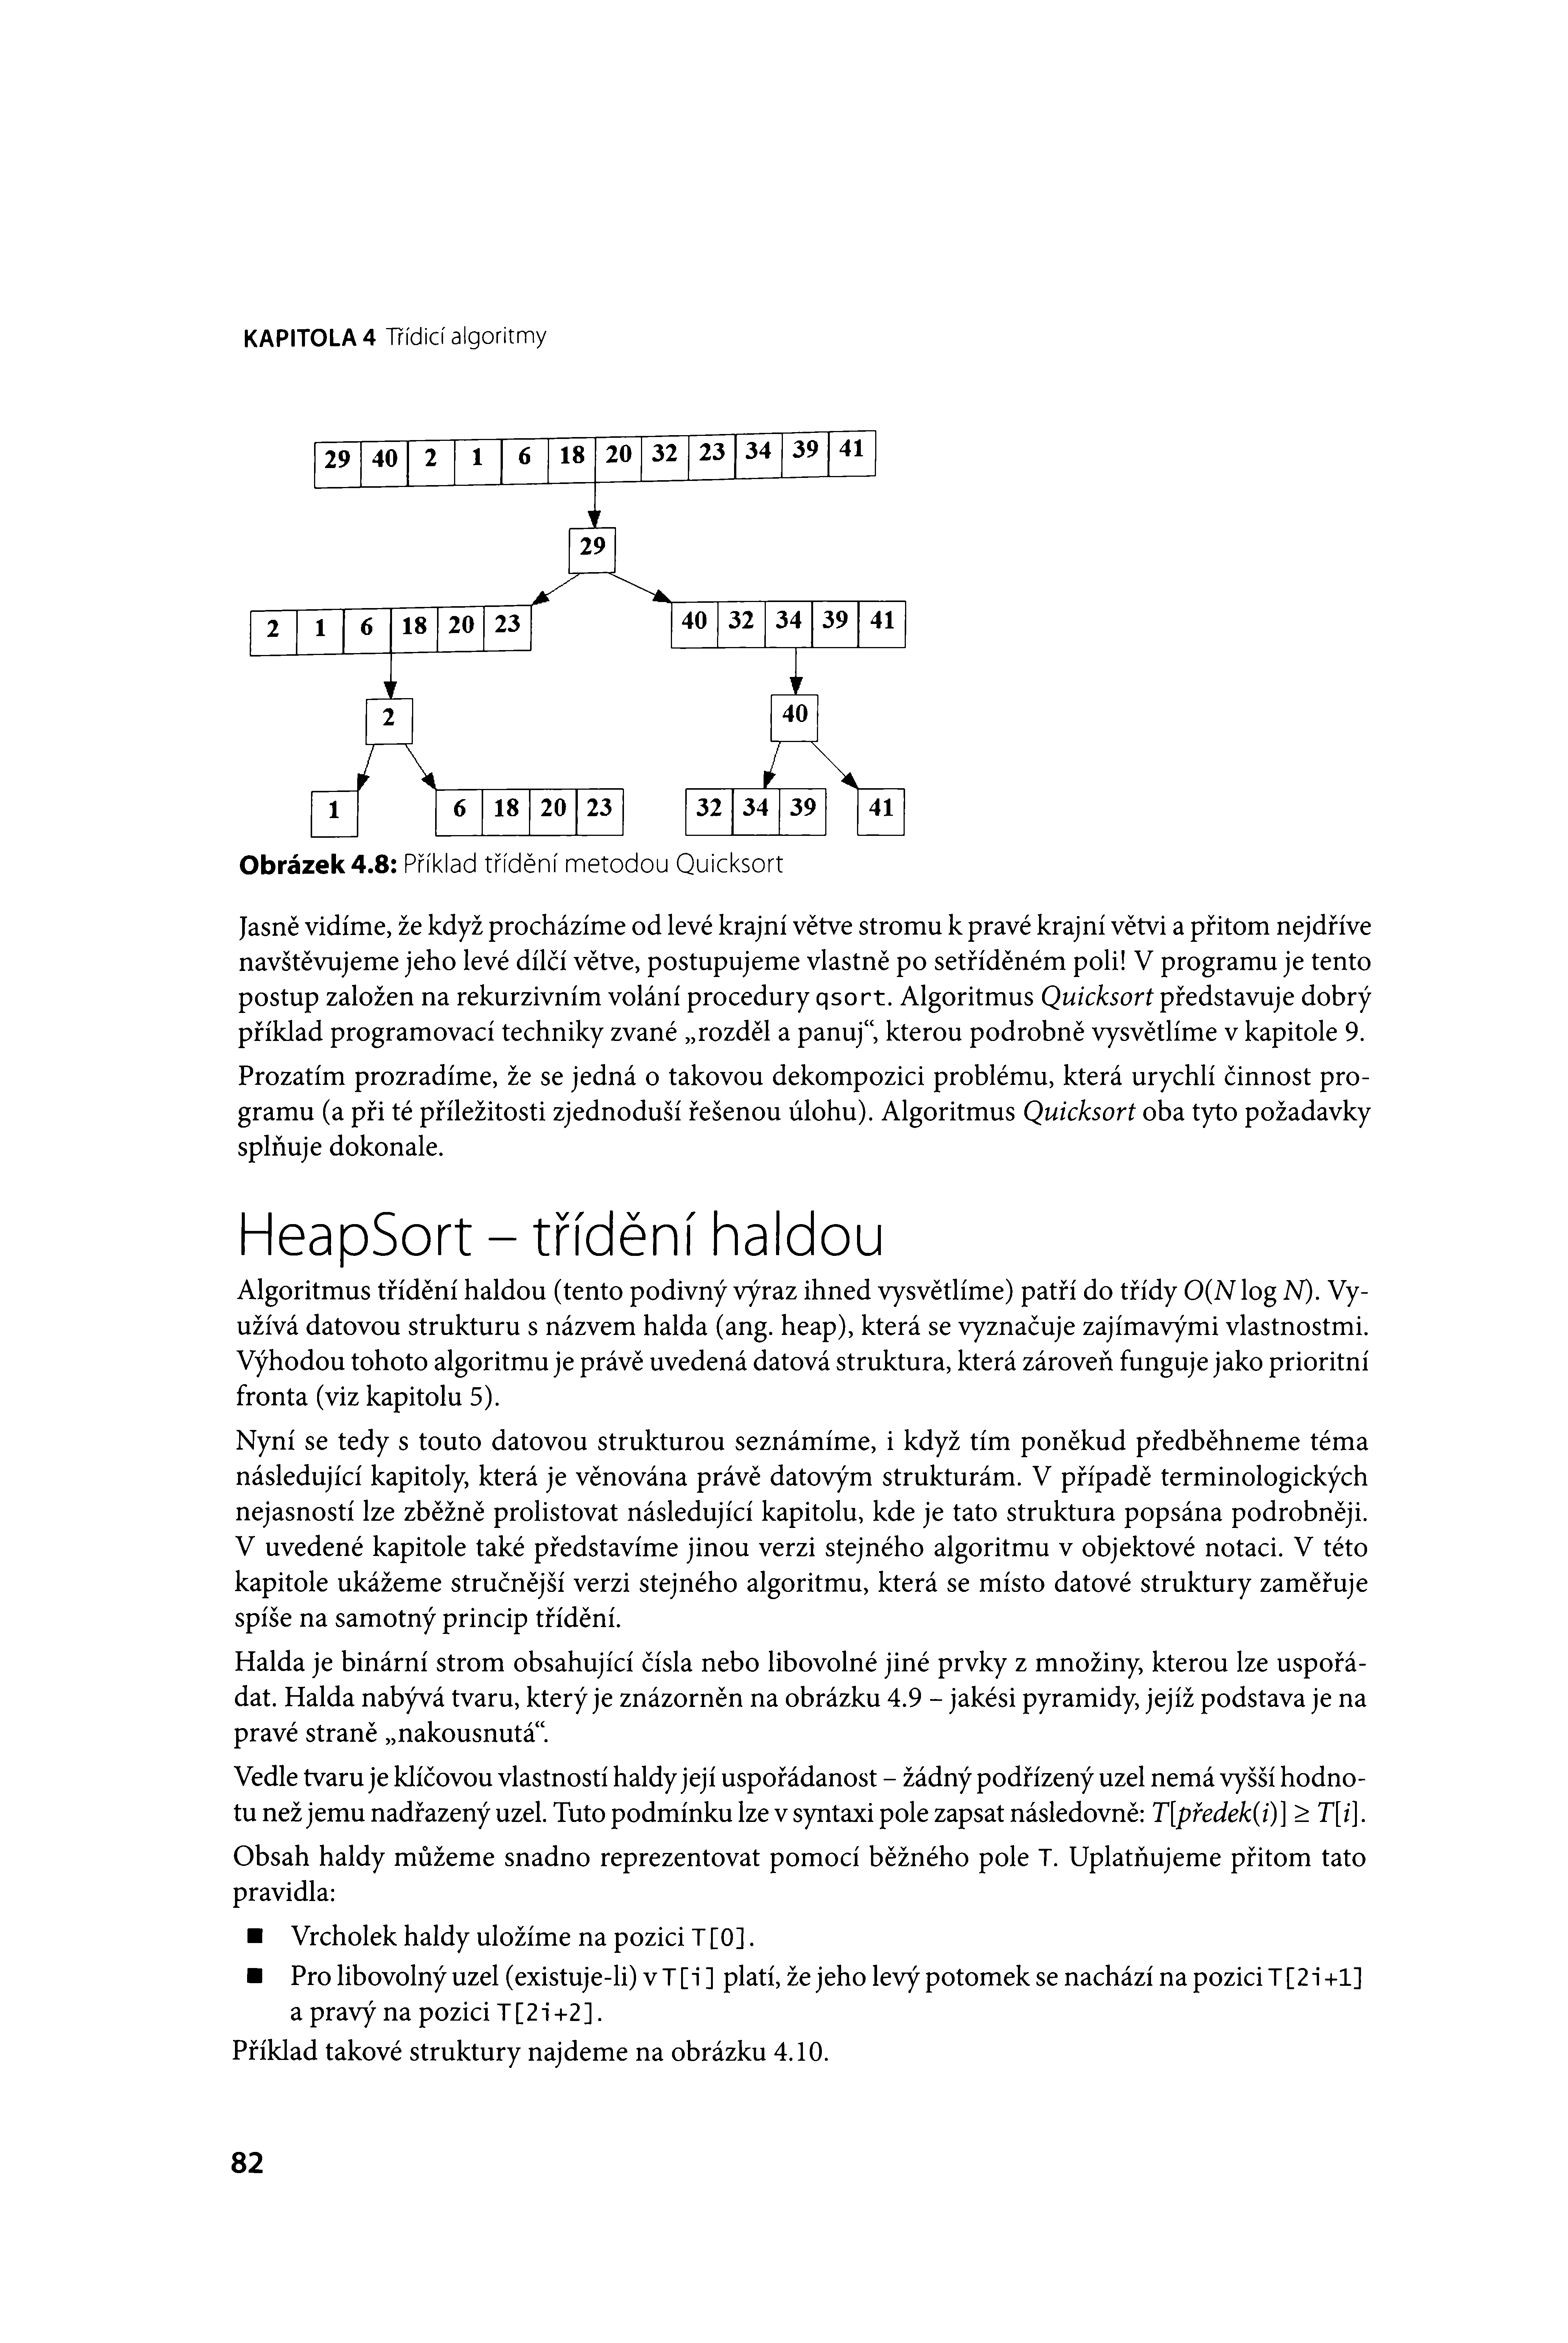 KAPITOLA 4 Třídicí algoritmy
29 40 2 1 6 18 20 32 23 34 39 41
29
2 1 6 18 20 23 40 32 34 39 41
2 40
1 6 18 20 23 32 34 39 41
Obrázek 4.8: Příklad třídění metodou Quicksort
Jasně vidíme, že když procházíme od levé krajní větve stromu k pravé krajní větvi a přitom nejdříve
navštěvujeme jeho levé dílčí větve, postupujeme vlastně po setříděném poli! V programu je tento
postup založen na rekurzivním volání procedury qsort. Algoritmus Quicksort představuje dobrý
příklad programovací techniky zvané „rozděl a panuj“, kterou podrobně vysvětlíme v kapitole 9.
Prozatím prozradíme, že se jedná o takovou dekompozici problému, která urychlí činnost pro-
gramu (a při té příležitosti zjednoduší řešenou úlohu). Algoritmus Quicksort oba tyto požadavky
splňuje dokonale.
HeapSort – třídění haldou
Algoritmus třídění haldou (tento podivný výraz ihned vysvětlíme) patří do třídy O(N log N). Vy-
užívá datovou strukturu s názvem halda (ang. heap), která se vyznačuje zajímavými vlastnostmi.
Výhodou tohoto algoritmu je právě uvedená datová struktura, která zároveň funguje jako prioritní
fronta (viz kapitolu 5).
Nyní se tedy s touto datovou strukturou seznámíme, i když tím poněkud předběhneme téma
následující kapitoly, která je věnována právě datovým strukturám. V případě terminologických
nejasností lze zběžně prolistovat následující kapitolu, kde je tato struktura popsána podrobněji.
V uvedené kapitole také představíme jinou verzi stejného algoritmu v objektové notaci. V této
kapitole ukážeme stručnější verzi stejného algoritmu, která se místo datové struktury zaměřuje
spíše na samotný princip třídění.
Halda je binární strom obsahující čísla nebo libovolné jiné prvky z množiny, kterou lze uspořá-
dat. Halda nabývá tvaru, který je znázorněn na obrázku 4.9 – jakési pyramidy, jejíž podstava je na
pravé straně „nakousnutá“.
Vedle tvaru je klíčovou vlastností haldy její uspořádanost – žádný podřízený uzel nemá vyšší hodno-
tu než jemu nadřazený uzel. Tuto podmínku lze v syntaxi pole zapsat následovně: T[předek(i)] ≥ T[i].
Obsah haldy můžeme snadno reprezentovat pomocí běžného pole T. Uplatňujeme přitom tato
pravidla:
■ Vrcholek haldy uložíme na pozici T[0].
■ Pro libovolný uzel (existuje-li) v T[i] platí, že jeho levý potomek se nachází na pozici T[2i+1]
a pravý na pozici T[2i+2].
Příklad takové struktury najdeme na obrázku 4.10.
82